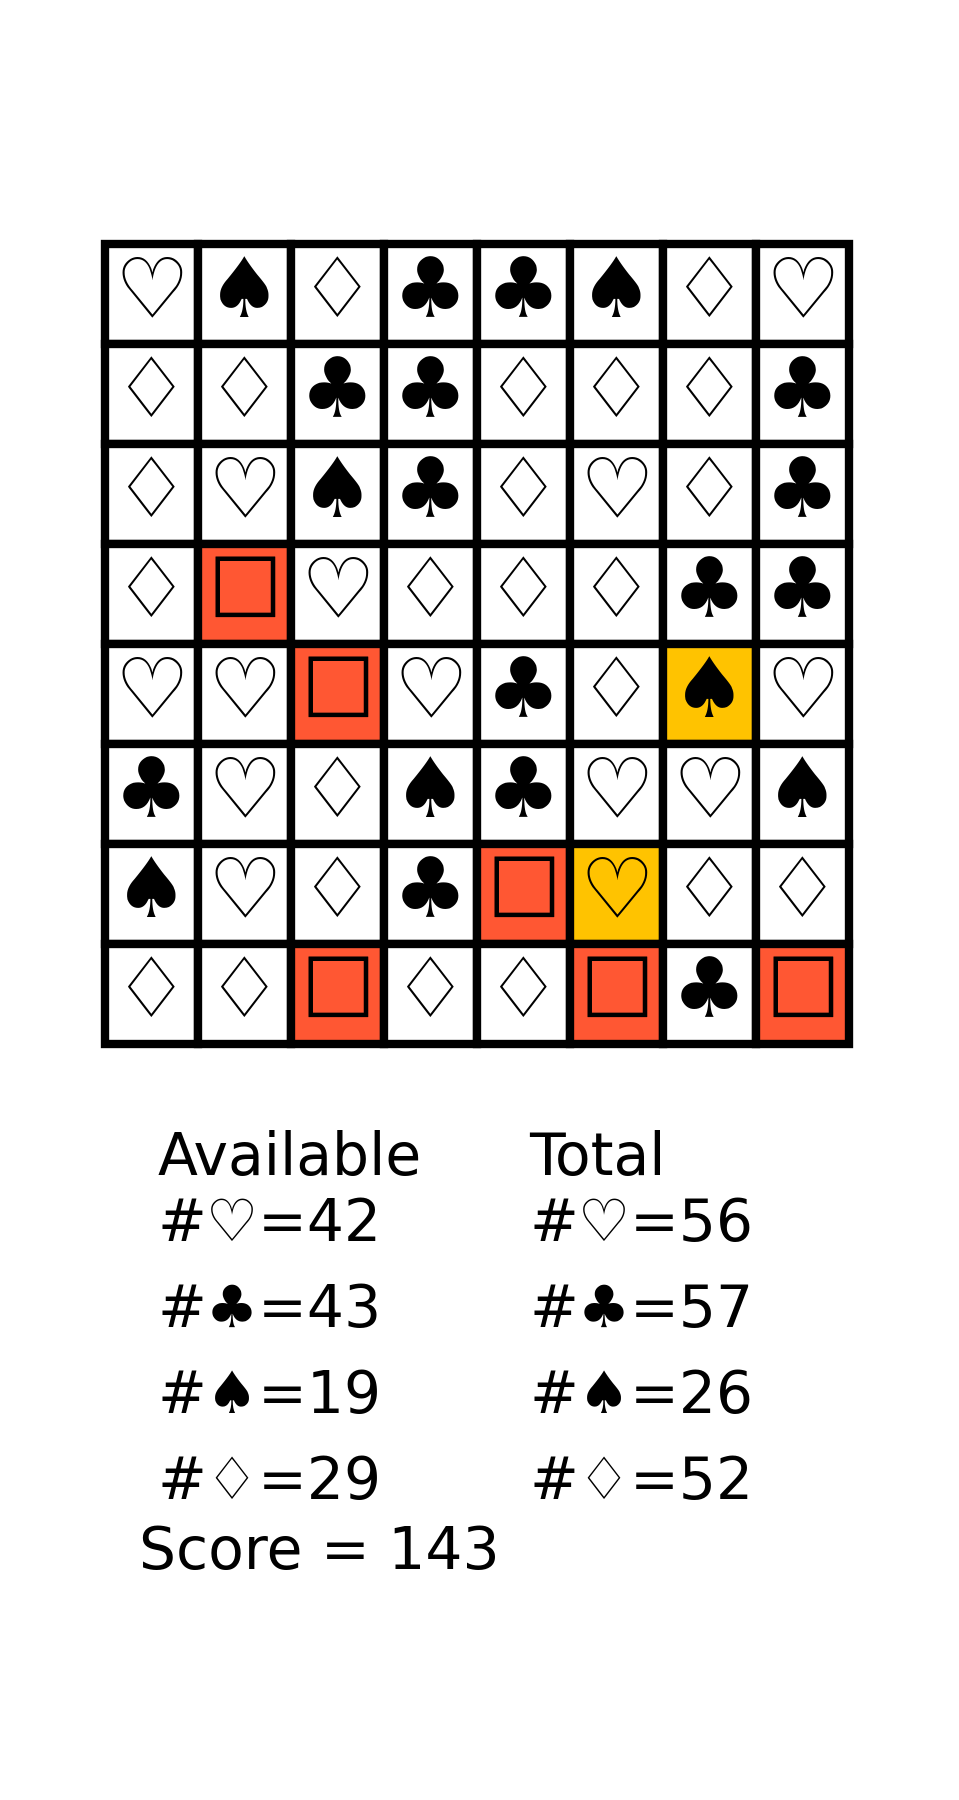 ♡ ♠ ♢ ♣ ♣ ♠ ♢ ♡
♢ ♢ ♣ ♣ ♢ ♢ ♢ ♣
♢ ♡ ♠ ♣ ♢ ♡ ♢ ♣
♢ □ ♡ ♢ ♢ ♢ ♣ ♣
♡ ♡ □ ♡ ♣ ♢ ♠ ♡
♣ ♡ ♢ ♠ ♣ ♡ ♡ ♠
♠ ♡ ♢ ♣ □ ♡ ♢ ♢
♢ ♢ □ ♢ ♢ □ ♣ □
Available Total
#♡=42 #♡=56
#♣=43 #♣=57
#♠=19 #♠=26
#♢=29 #♢=52
Score = 143